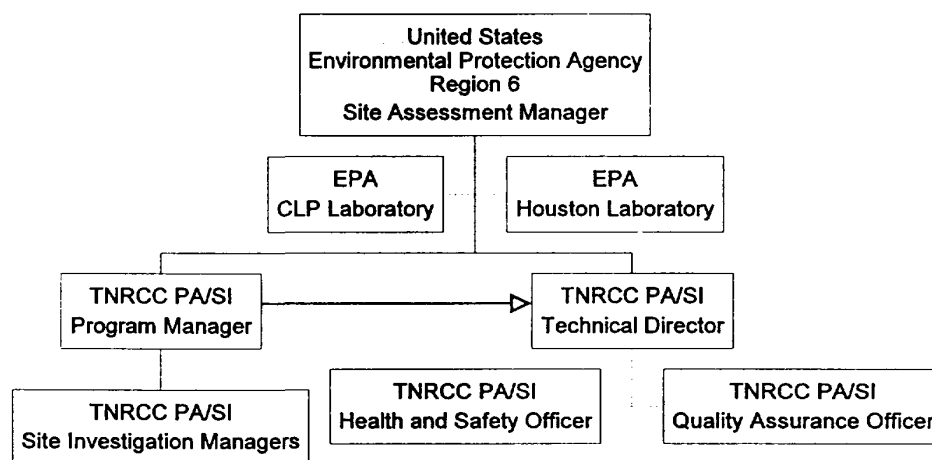 United States
Environmental Protection Agency
Region 6
Site Assessment Manager
EPA
CLP Laboratory
EPA
Houston Laboratory
TNRCC PA/SI
Program Manager
TNRCC PA/SI
Technical Director
TNRCC PA/SI
Site Investigation Managers
TNRCC PA/SI
Health and Safety Officer
TNRCC PA/SI
Quality Assurance Officer